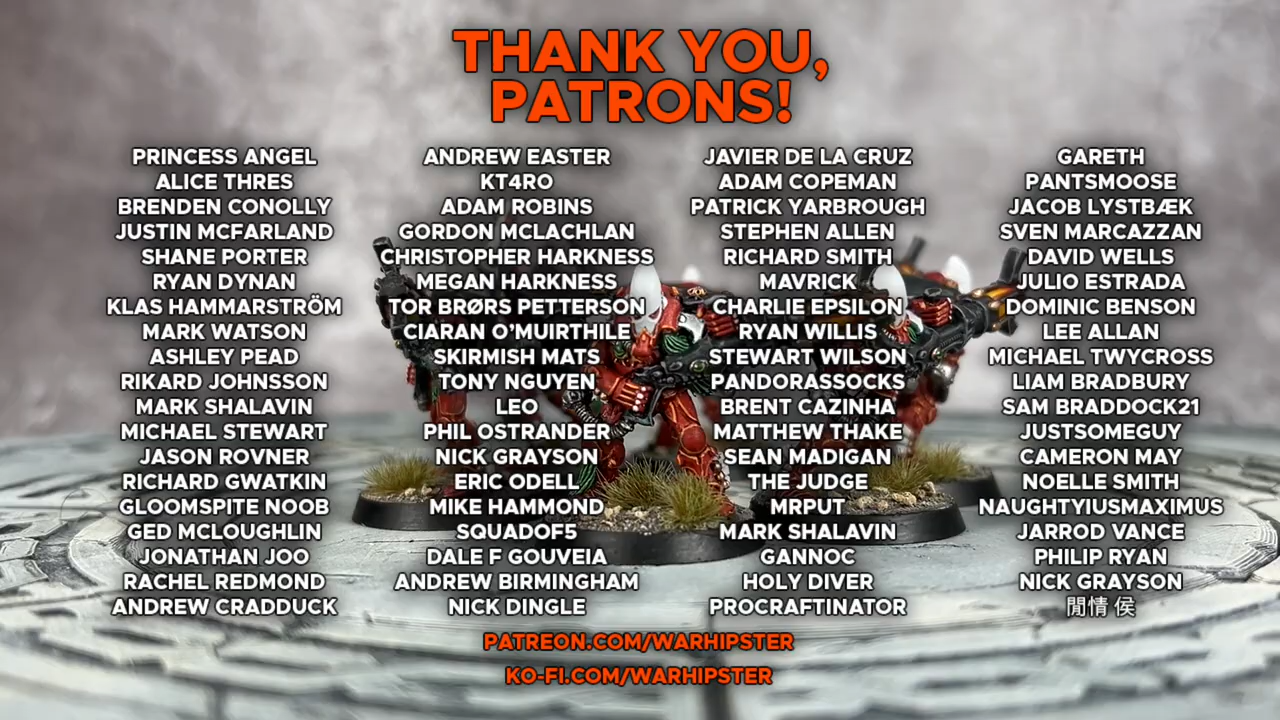 THANK YOU,
PATRONS!
PRINCESS ANGEL
ALICE THRES
BRENDEN CONOLLY
JUSTIN MCFARLAND
SHANE PORTER
RYAN DYNAN
KLAS HAMMARSTRÖM
MARK WATSON
ASHLEY PEAD
RIKARD JOHNSSON
MARK SHALAVIN
MICHAEL STEWART
JASON ROVNER
RICHARD GWATKIN
GLOOMSPITE NOOB
GED MCLOUGHLIN
JONATHAN JOO
RACHEL REDMOND
ANDREW CRADDUCK
ANDREW EASTER
KT4RO
ADAM ROBINS
GORDON MCLACHLAN
CHRISTOPHER HARKNESS
MEGAN HARKNESS
TOR BRØRS PETTERSON
CIARAN O’MUIRTHILE
SKIRMISH MATS
TONY NGUYEN
LEO
PHIL OSTRANDER
NICK GRAYSON
ERIC ODELL
MIKE HAMMOND
SQUADOF5
DALE F GOUVEIA
ANDREW BIRMINGHAM
NICK DINGLE
JAVIER DE LA CRUZ
ADAM COPEMAN
PATRICK YARBROUGH
STEPHEN ALLEN
RICHARD SMITH
MAVRICK
CHARLIE EPSILON
RYAN WILLIS
STEWART WILSON
PANDORASSOCKS
BRENT CAZINHA
MATTHEW THAKE
SEAN MADIGAN
THE JUDGE
MRPUT
MARK SHALAVIN
GANNOC
HOLY DIVER
PROCRAFTINATOR
GARETH
PANTSMOOSE
JACOB LYSTBÆK
SVEN MARCAZZAN
DAVID WELLS
JULIO ESTRADA
DOMINIC BENSON
LEE ALLAN
MICHAEL TWYCROSS
LIAM BRADBURY
SAM BRADDOCK21
JUSTSOMEGUY
CAMERON MAY
NOELLE SMITH
NAUGHTYIUSMAXIMUS
JARROD VANCE
PHILIP RYAN
NICK GRAYSON
閒情 侯
PATREON.COM/WARHIPSTER
KO-FI.COM/WARHIPSTER